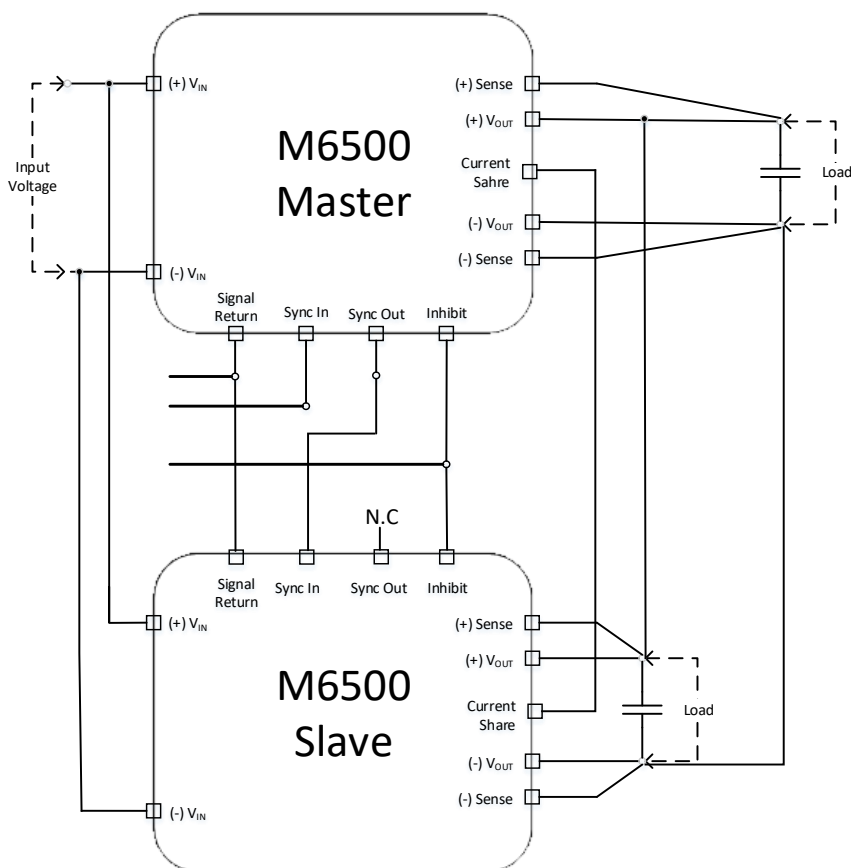 (+) VIN
(+) Sense
(+) VOUT
M6500
Master
Input
Voltage
Current
Sahre
Load
(-) VOUT
(-) Sense
(-) VIN
Signal
Return
Sync In
Sync Out
Inhibit
N.C
Signal
Return
Sync In
Sync Out
Inhibit
(+) VIN
(+) Sense
(+) VOUT
M6500
Slave
Current
Share
Load
(-) VOUT
(-) Sense
(-) VIN